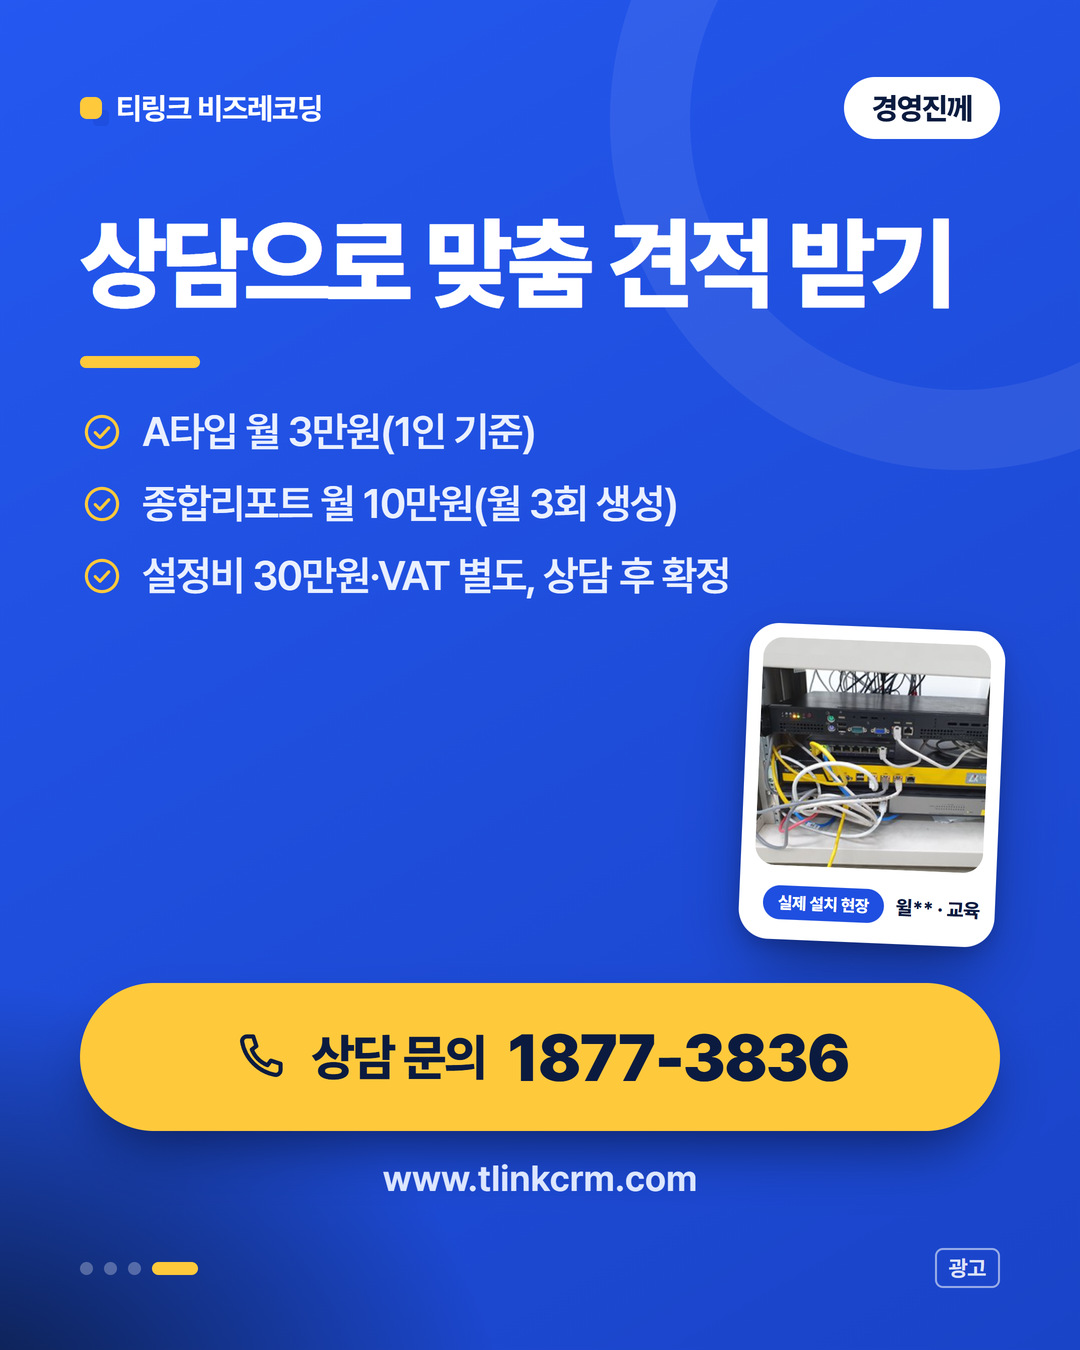 티링크 비즈레코딩
경영진께
상담으로 맞춤 견적 받기
A타입 월 3만원(1인 기준)
종합리포트 월 10만원(월 3회 생성)
설정비 30만원·VAT 별도, 상담 후 확정
실제 설치 현장
윌** · 교육
상담 문의 1877-3836
www.tlinkcrm.com
광고